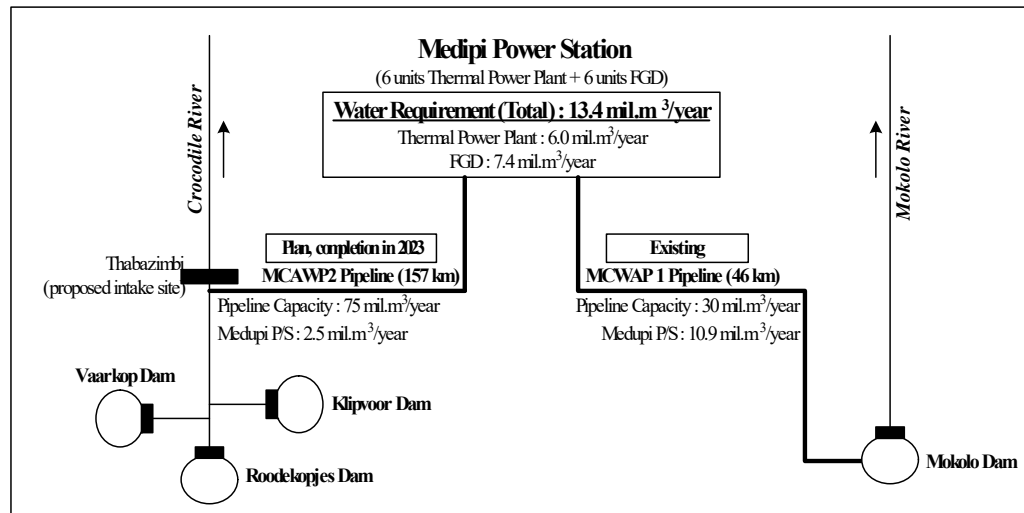 Medipi Power Station
(6 units Thermal Power Plant + 6 units FGD)
Water Requirement (Total) : 13.4 mil.m ³/year
Thermal Power Plant : 6.0 mil.m³/year
FGD : 7.4 mil.m³/year
Crocodile River
Mokolo River
Thabazimbi
(proposed intake site)
Plan, completion in 2023
MCAWP2 Pipeline (157 km)
Pipeline Capacity : 75 mil.m³/year
Medupi P/S : 2.5 mil.m³/year
Existing
MCWAP 1 Pipeline (46 km)
Pipeline Capacity : 30 mil.m³/year
Medupi P/S : 10.9 mil.m³/year
Vaarkop Dam
Klipvoor Dam
Roodekopjes Dam
Mokolo Dam